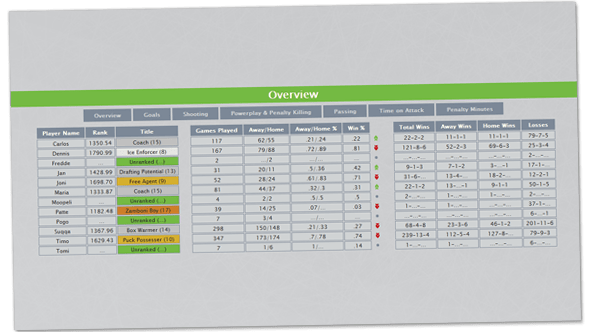 Overview
Overview Goals Shooting Powerplay & Penalty Killing Passing Time on Attack Penalty Minutes
Player Name Rank Title Games Played Away/Home Away/Home % Win % Total Wins Away Wins Home Wins Losses
Carlos 1350.54 Coach (15) 117 62/55 .21/.24 .22 22-2-2 11-1-1 11-1-1 79-7-5
Dennis 1790.99 Ice Enforcer (8) 167 79/88 .72/.89 .81 121-8-6 52-2-3 69-6-3 25-3-4
Fredde ... Unranked (...) 2 ../2 ../... ... ..-..-.. ..-..-.. ..-..-.. 2-..-..
Jan 1428.99 Drafting Potential (13) 31 20/11 .5/.36 .42 9-1-3 7-1-2 17-1-..
Joni 1698.70 Free Agent (9) 52 28/24 .61/.83 .71 31-6-.. 13-4-.. 18-2-.. 12-2-1
Maria 1333.87 Coach (15) 81 44/37 .32/.3 .31 22-1-2 13-..-1 9-1-1 50-1-5
Moopeli ... Unranked (...) 4 2/2 .5/.5 .5 2-..-.. 1-..-.. 1-..-.. 2-..-..
Patte 1182.48 Zamboni Boy (17) 39 14/25 .07/... .03 1-..-.. 1-..-.. ..-..-.. 37-1-..
Pogo ... Unranked (...) 7 3/4 ../... ... ..-..-.. ..-..-.. ..-..-.. 6-..-1
Suqqa 1367.96 Box Warmer (14) 298 150/148 .21/.33 .27 68-4-8 23-3-6 46-1-2 201-11-6
Timo 1629.43 Puck Possessor (10) 347 173/174 .7/.78 .74 239-13-4 112-5-4 127-8-.. 79-9-3
Tomi ... Unranked (...) 7 1/6 1/... .14 1-..-.. 1-..-.. ..-..-.. 6-..-..